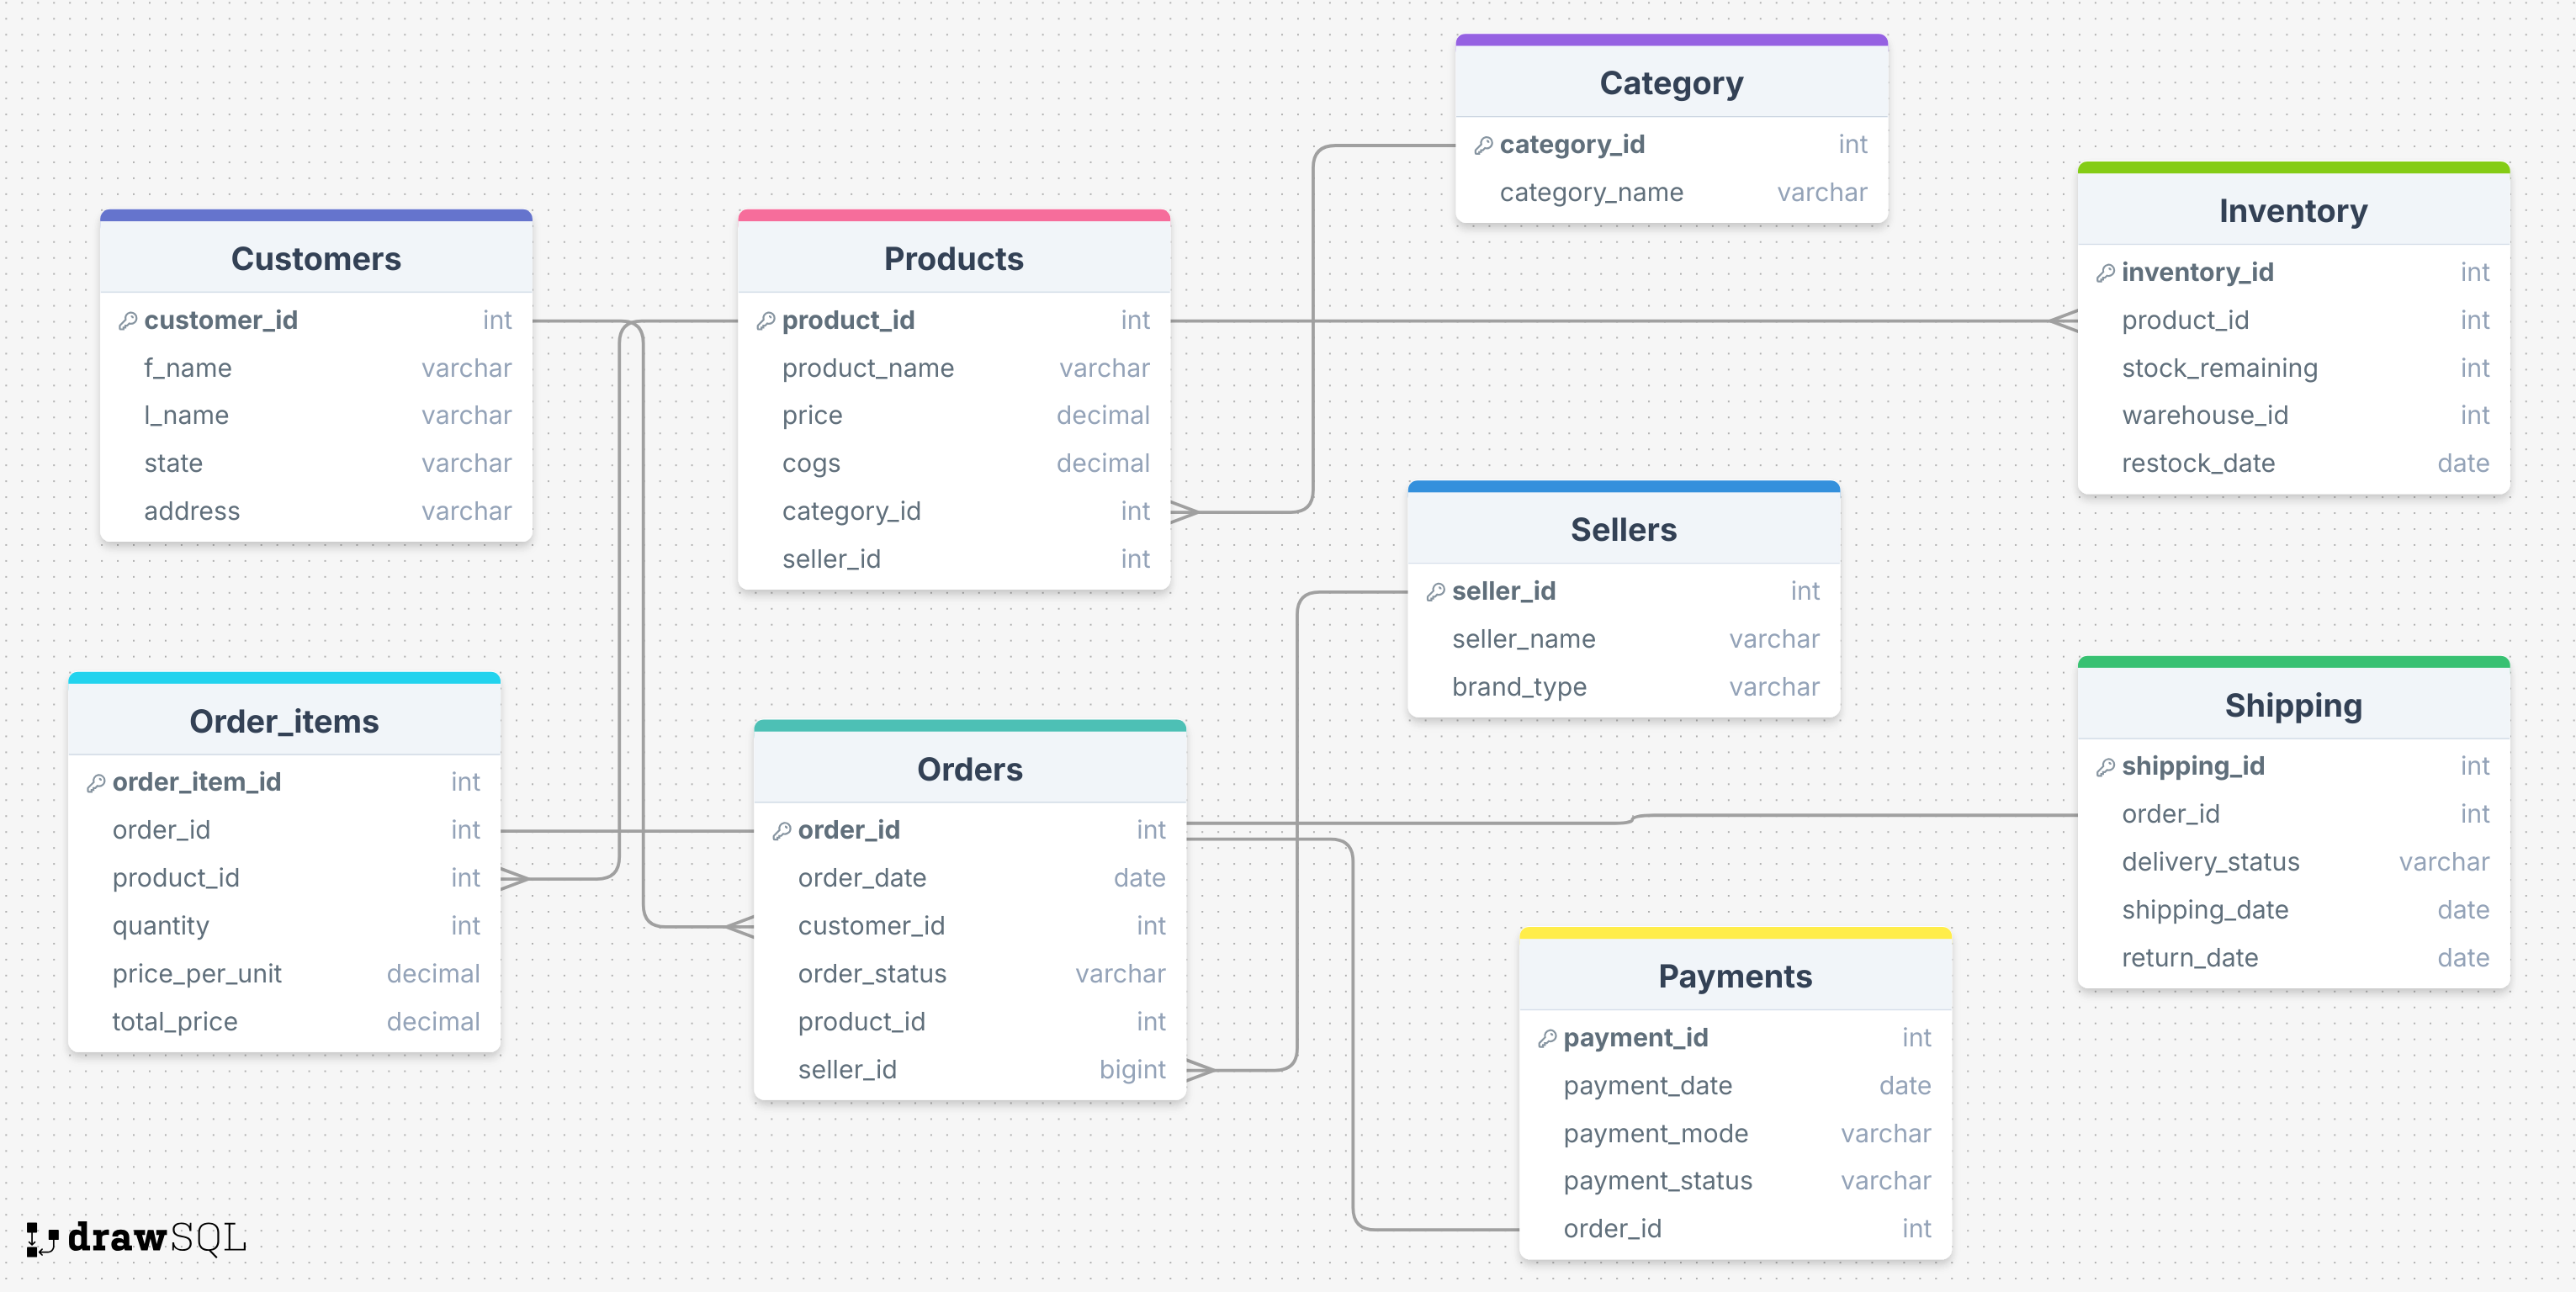 Category
category_id int
category_name varchar
Inventory
inventory_id int
product_id int
stock_remaining int
warehouse_id int
restock_date date
Customers
customer_id int
f_name varchar
l_name varchar
state varchar
address varchar
Products
product_id int
product_name varchar
price decimal
cogs decimal
category_id int
seller_id int
Sellers
seller_id int
seller_name varchar
brand_type varchar
Order_items
order_item_id int
order_id int
product_id int
quantity int
price_per_unit decimal
total_price decimal
Orders
order_id int
order_date date
customer_id int
order_status varchar
product_id int
seller_id bigint
Shipping
shipping_id int
order_id int
delivery_status varchar
shipping_date date
return_date date
Payments
payment_id int
payment_date date
payment_mode varchar
payment_status varchar
order_id int
drawSQL